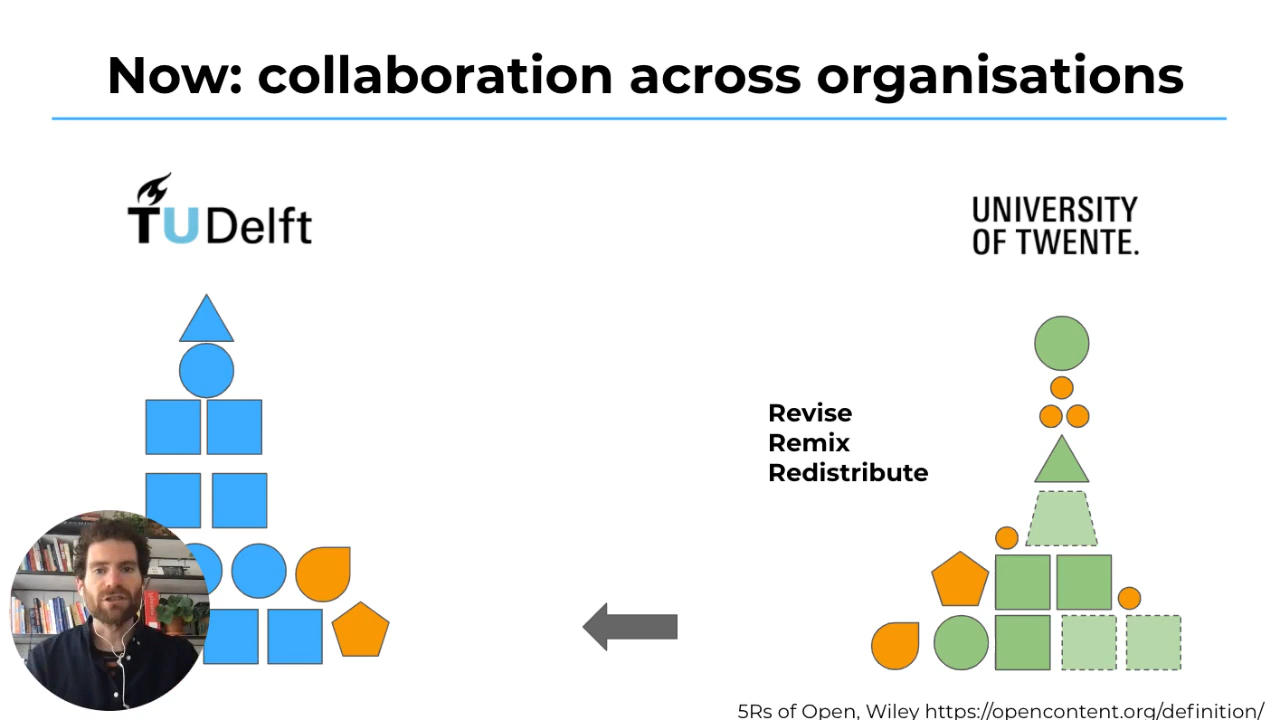 Now: collaboration across organisations
TU Delft
UNIVERSITY
OF TWENTE.
Revise
Remix
Redistribute
5Rs of Open, Wiley https://opencontent.org/definition/